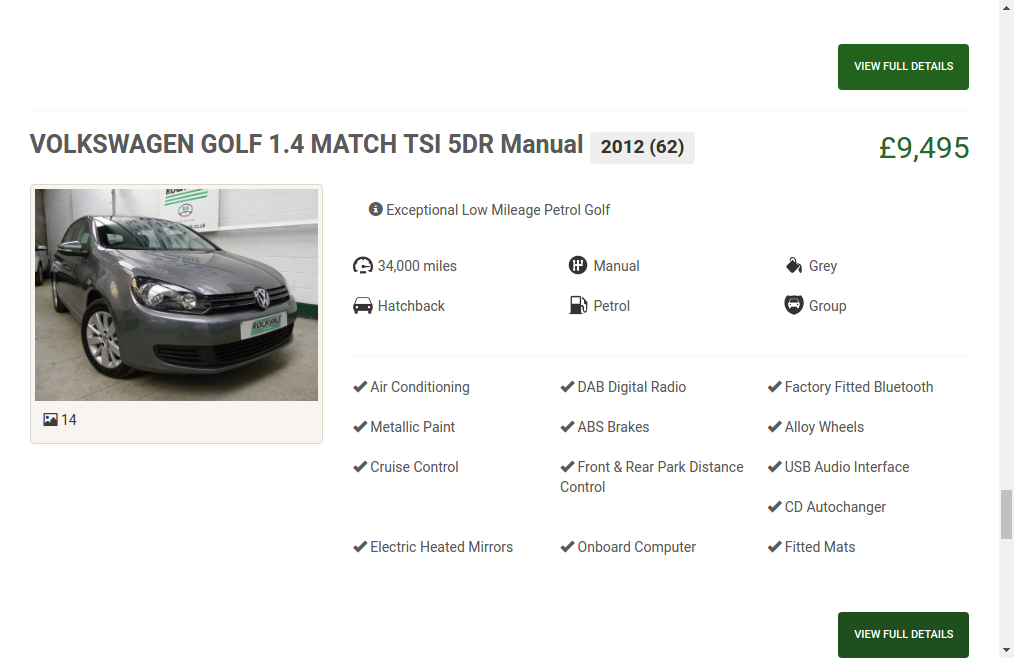 VIEW FULL DETAILS
VOLKSWAGEN GOLF 1.4 MATCH TSI 5DR Manual 2012 (62) £9,495
ROCKVALE
Exceptional Low Mileage Petrol Golf
34,000 miles Manual Grey
Hatchback Petrol Group
Air Conditioning DAB Digital Radio Factory Fitted Bluetooth
14
Metallic Paint ABS Brakes Alloy Wheels
Cruise Control Front & Rear Park Distance USB Audio Interface
Control
CD Autochanger
Electric Heated Mirrors Onboard Computer Fitted Mats
VIEW FULL DETAILS